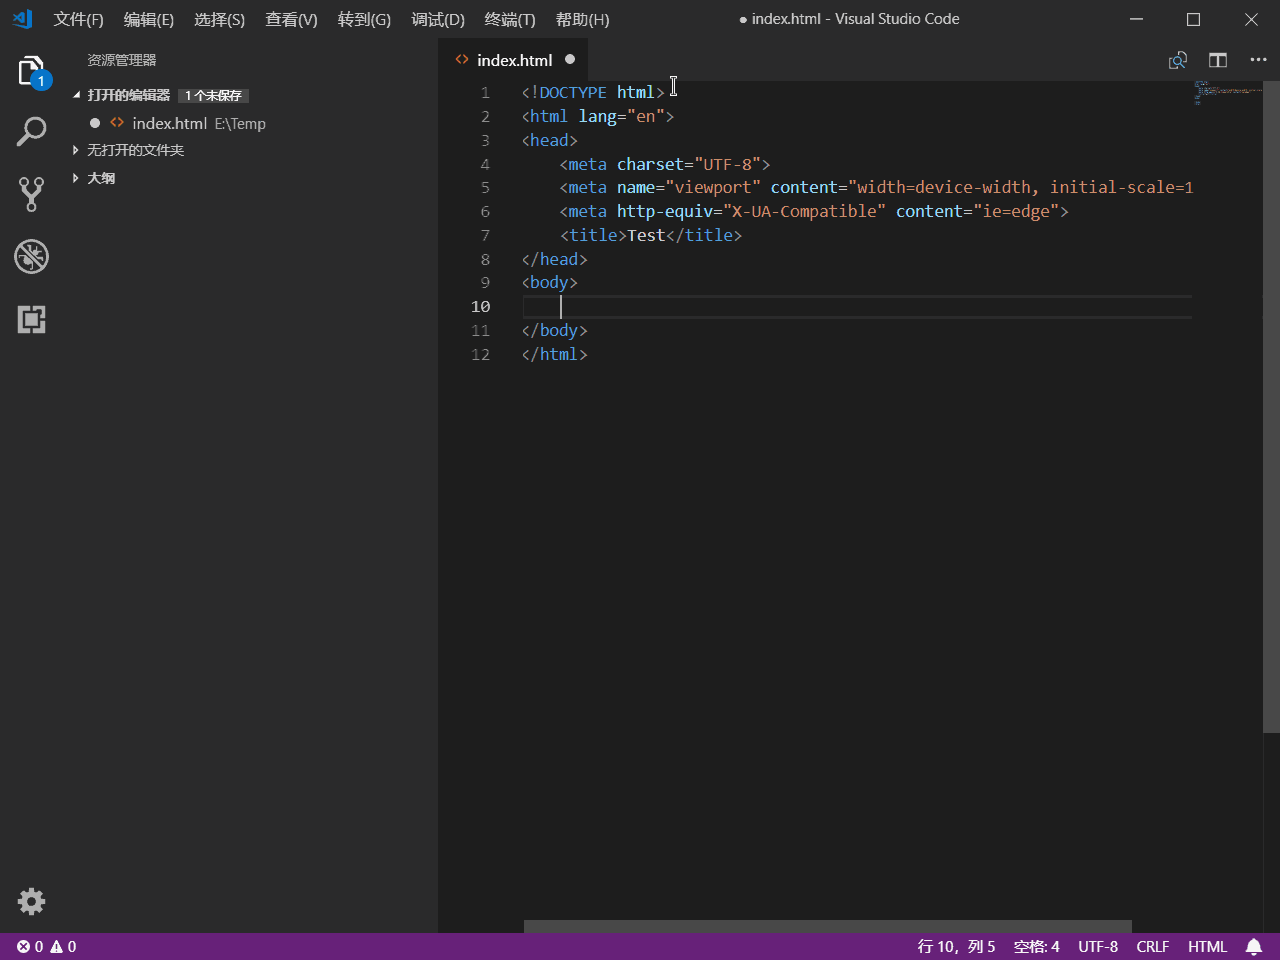 文件(F) 编辑(E) 选择(S) 查看(V) 转到(G) 调试(D) 终端(T) 帮助(H) ● index.html - Visual Studio Code
资源管理器
打开的编辑器 1 个未保存
index.html E:\Temp
无打开的文件夹
大纲
1
index.html
1 <!DOCTYPE html>
2 <html lang="en">
3 <head>
4 <meta charset="UTF-8">
5 <meta name="viewport" content="width=device-width, initial-scale=1
6 <meta http-equiv="X-UA-Compatible" content="ie=edge">
7 <title>Test</title>
8 </head>
9 <body>
10
11 </body>
12 </html>
0 0 行 10，列 5 空格: 4 UTF-8 CRLF HTML